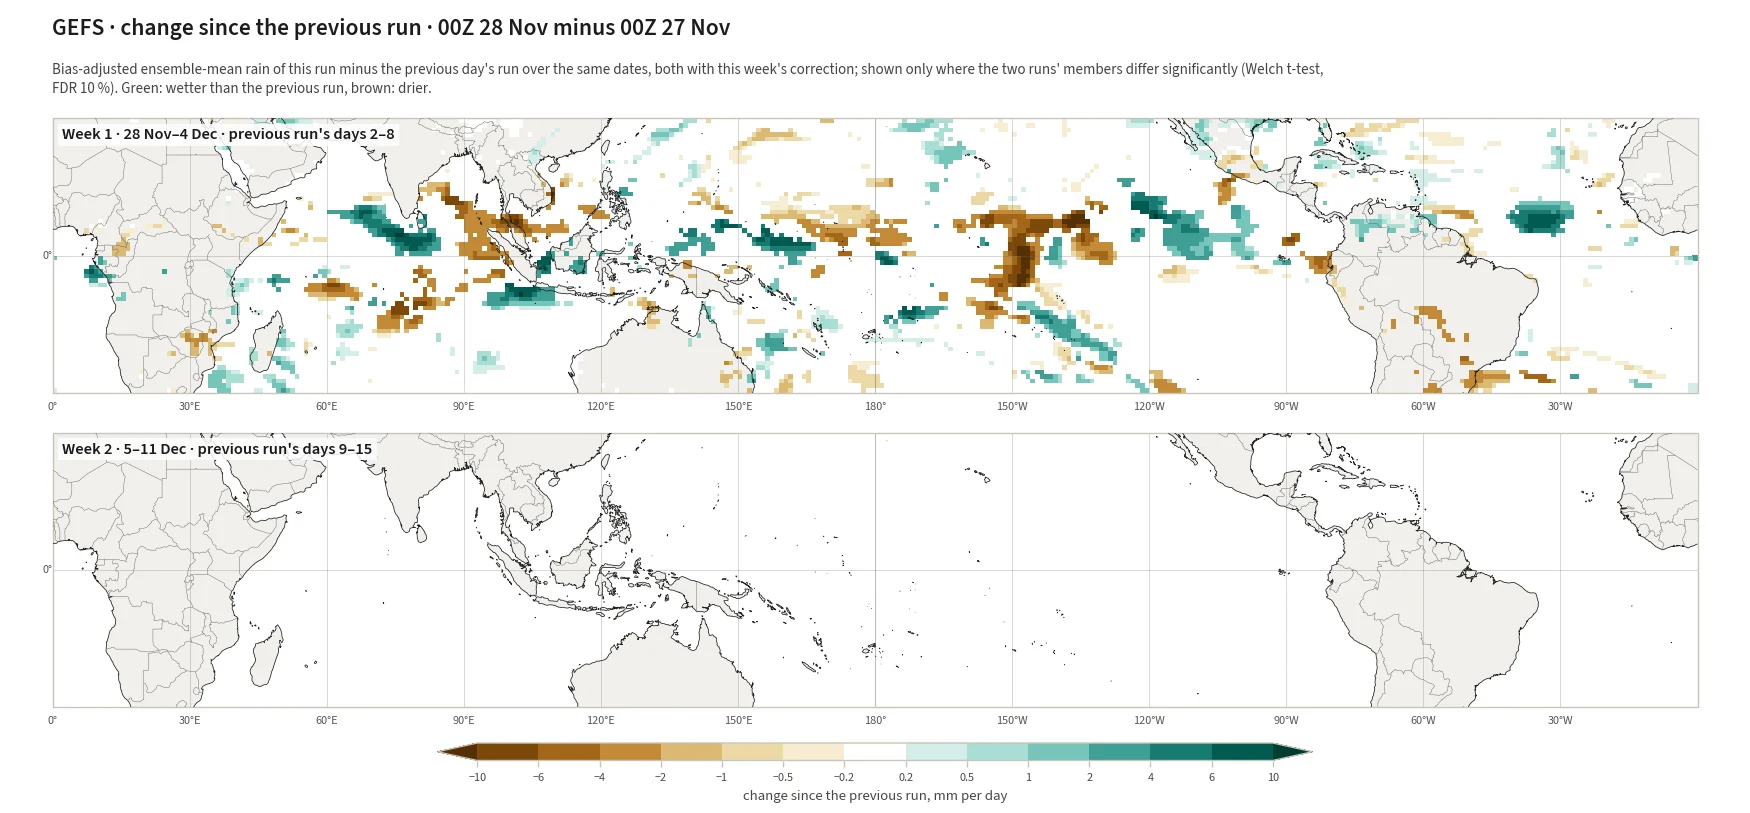 GEFS · change since the previous run · 00Z 28 Nov minus 00Z 27 Nov
Bias-adjusted ensemble-mean rain of this run minus the previous day's run over the same dates, both with this week's correction; shown only where the two runs' members differ significantly (Welch t-test,
FDR 10 %). Green: wetter than the previous run, brown: drier.
Week 1 · 28 Nov–4 Dec · previous run's days 2–8
0°
0° 30°E 60°E 90°E 120°E 150°E 180° 150°W 120°W 90°W 60°W 30°W
Week 2 · 5–11 Dec · previous run's days 9–15
0°
0° 30°E 60°E 90°E 120°E 150°E 180° 150°W 120°W 90°W 60°W 30°W
−10 −6 −4 −2 −1 −0.5 −0.2 0.2 0.5 1 2 4 6 10
change since the previous run, mm per day